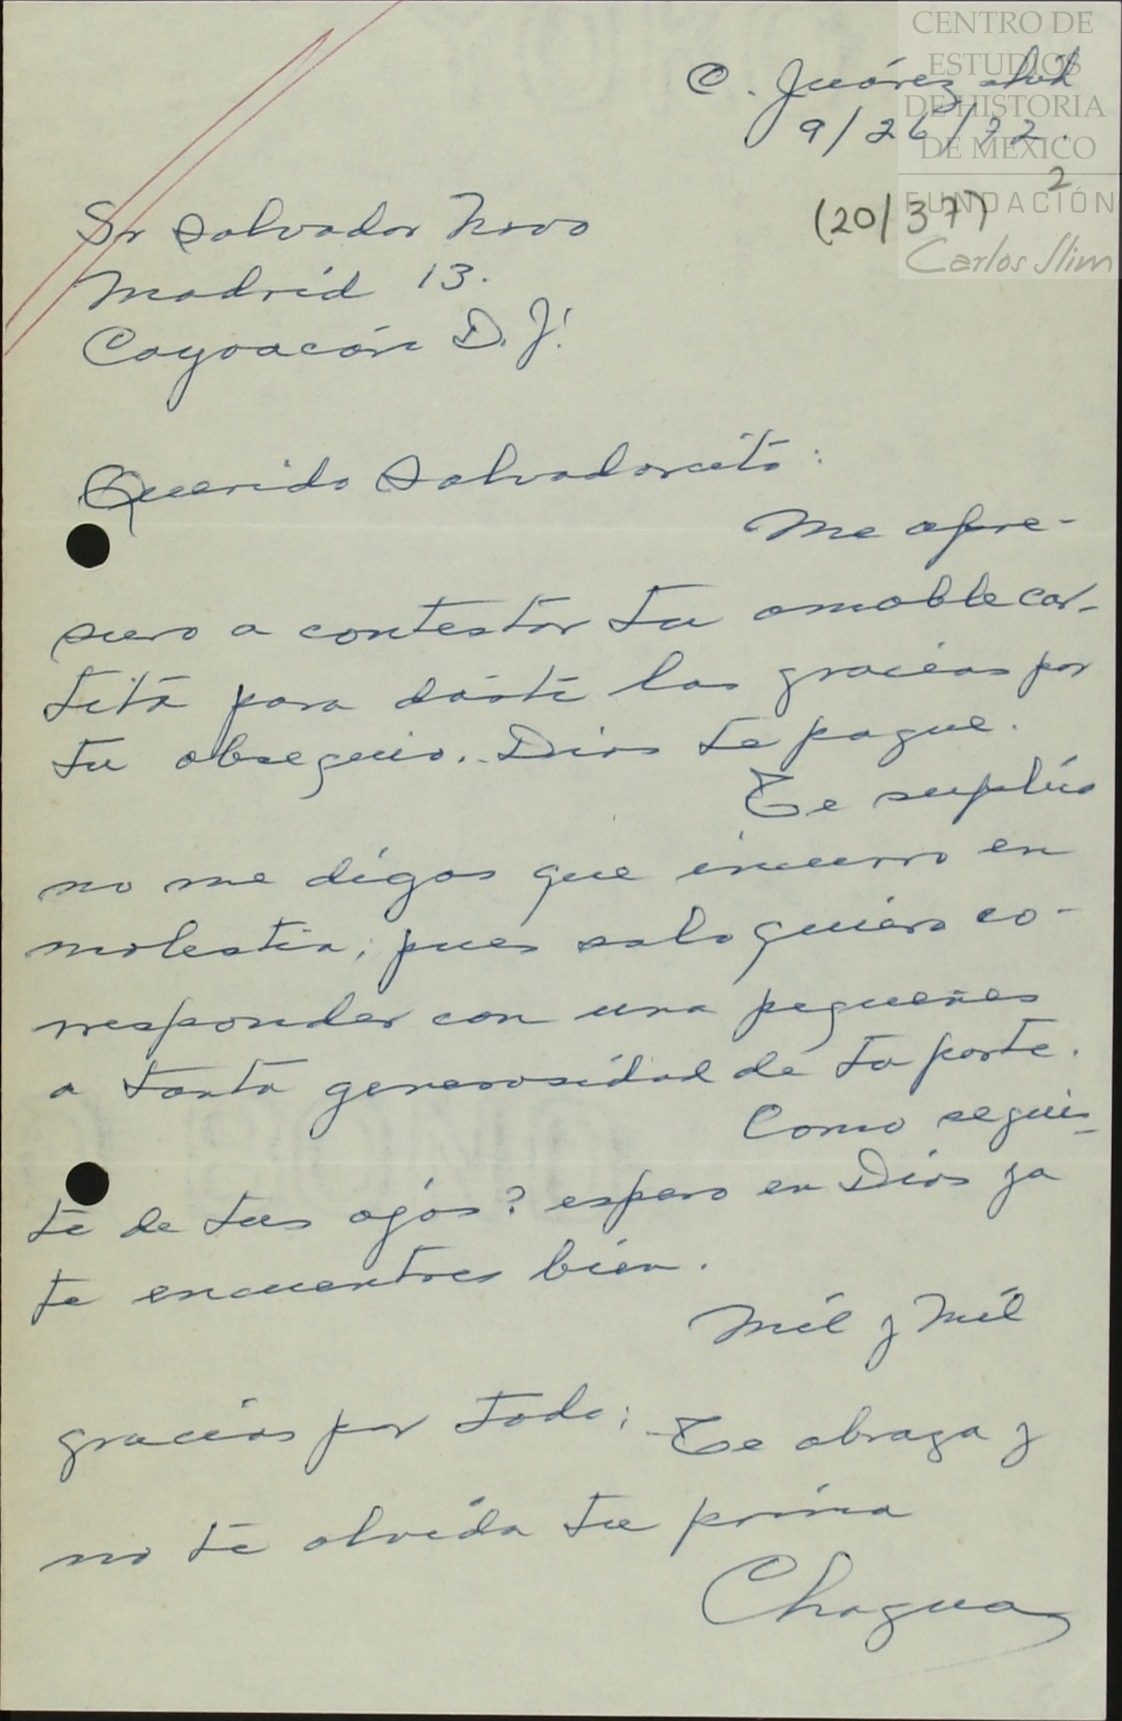 CENTRO DE
ESTUDIOS
DE HISTORIA
DE MEXICO
FUNDACIÓN
Carlos Slim
C. Juárez Chih
9/26/72.
2
(20/37)
Sr Salvador Novo
Madrid 13.
Coyoacán D.F.
Querido Salvadorcito:
Me apre-
suro a contestar tu amable car-
tita para darte las gracias por
tu obsequio. Dios te pague.
Te suplico
no me digas que incurro en
molestia; pues solo quiero co-
rresponder con una pequeñes
a tanta generosidad de tu parte.
Como seguis-
te de tus ojos? espero en Dios ya
te encuentres bien.
Mil y Mil
gracias por todo; Te abraza y
no te olvida tu prima
Chagua